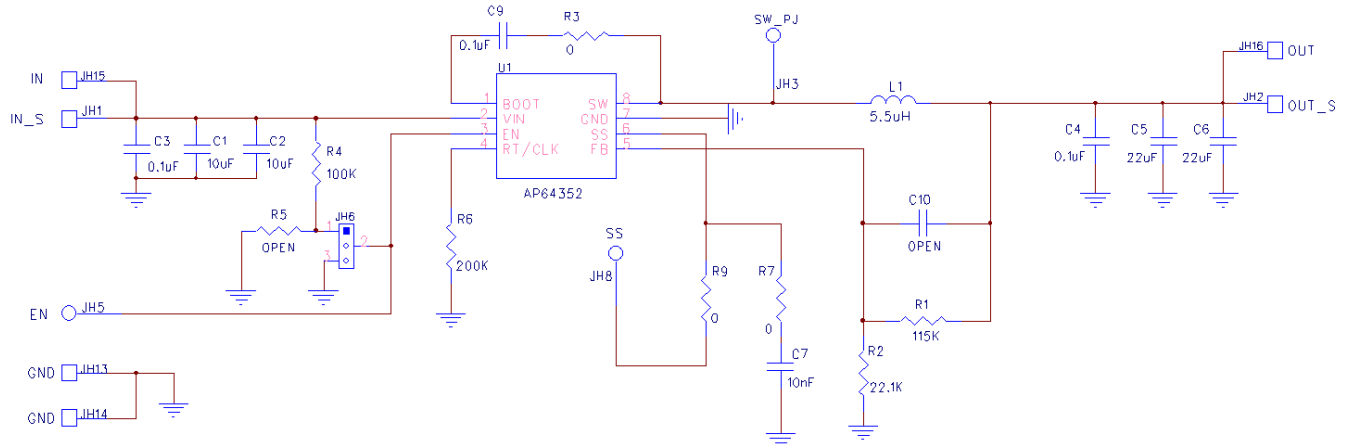 C9
R3
0.1uF
0
SW_PJ
U1
JH3
JH16
OUT
IN
JH15
IN_S
JH1
1
BOOT
2
VIN
3
EN
4
RT/CLK
SW
8
GND
7
SS
6
FB
5
AP64352
L1
5.5uH
JH2
OUT_S
C3
0.1uF
C1
10uF
C2
10uF
R4
100K
C4
0.1uF
C5
22uF
C6
22uF
R5
OPEN
JH6
1
2
3
R6
200K
SS
JH8
R9
0
R7
0
C10
OPEN
R1
115K
EN
JH5
C7
10nF
R2
22.1K
GND
JH13
GND
JH14